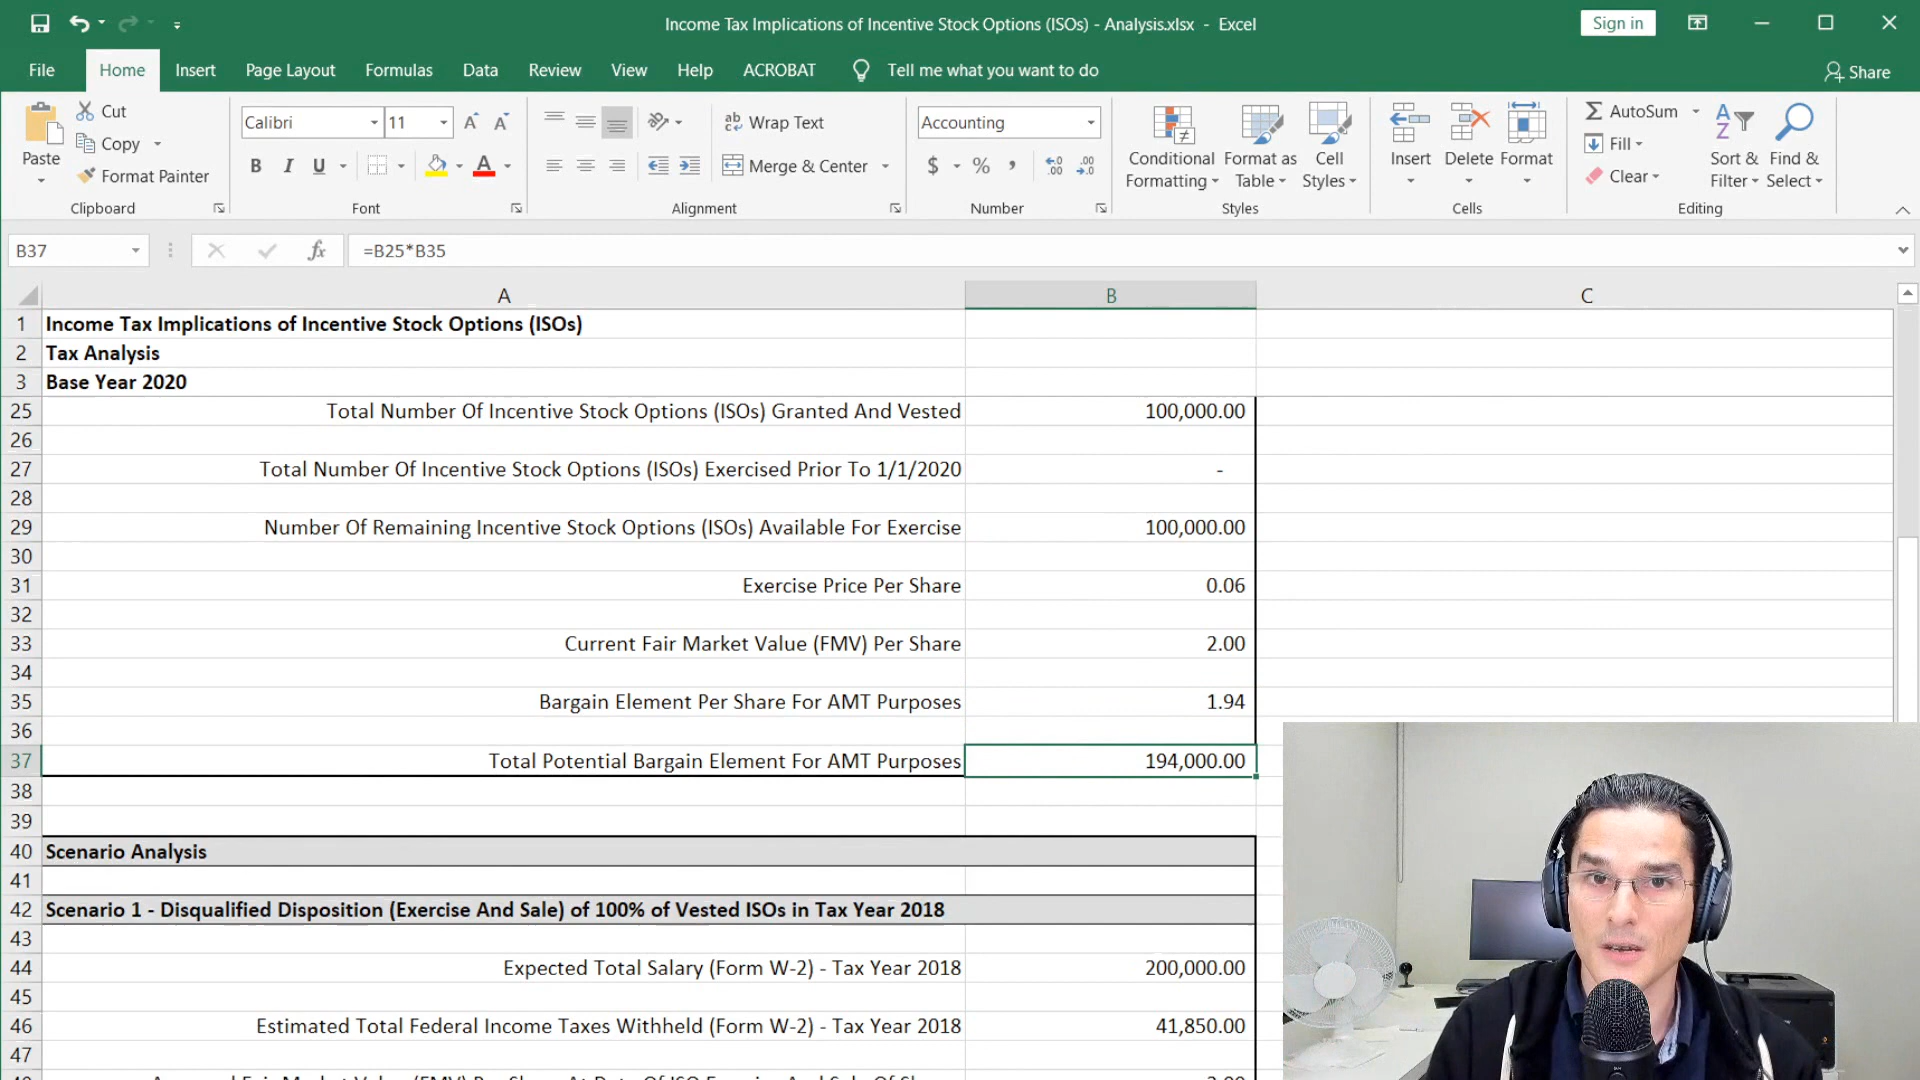 Income Tax Implications of Incentive Stock Options (ISOs) - Analysis.xlsx - Excel
Sign in
File Home Insert Page Layout Formulas Data Review View Help ACROBAT Tell me what you want to do
Share
Paste
Cut
Copy
Format Painter
Clipboard
Calibri 11
B I U
Font
Wrap Text
Merge & Center
Alignment
Accounting
$ % ,
Number
Conditional Formatting
Format as Table
Cell Styles
Styles
Insert Delete Format
Cells
AutoSum
Fill
Clear
Sort & Filter
Find & Select
Editing
B37 fx =B25*B35
A B C
1 Income Tax Implications of Incentive Stock Options (ISOs)
2 Tax Analysis
3 Base Year 2020
25 Total Number Of Incentive Stock Options (ISOs) Granted And Vested 100,000.00
26
27 Total Number Of Incentive Stock Options (ISOs) Exercised Prior To 1/1/2020 -
28
29 Number Of Remaining Incentive Stock Options (ISOs) Available For Exercise 100,000.00
30
31 Exercise Price Per Share 0.06
32
33 Current Fair Market Value (FMV) Per Share 2.00
34
35 Bargain Element Per Share For AMT Purposes 1.94
36
37 Total Potential Bargain Element For AMT Purposes 194,000.00
38
39
40 Scenario Analysis
41
42 Scenario 1 - Disqualified Disposition (Exercise And Sale) of 100% of Vested ISOs in Tax Year 2018
43
44 Expected Total Salary (Form W-2) - Tax Year 2018 200,000.00
45
46 Estimated Total Federal Income Taxes Withheld (Form W-2) - Tax Year 2018 41,850.00
47